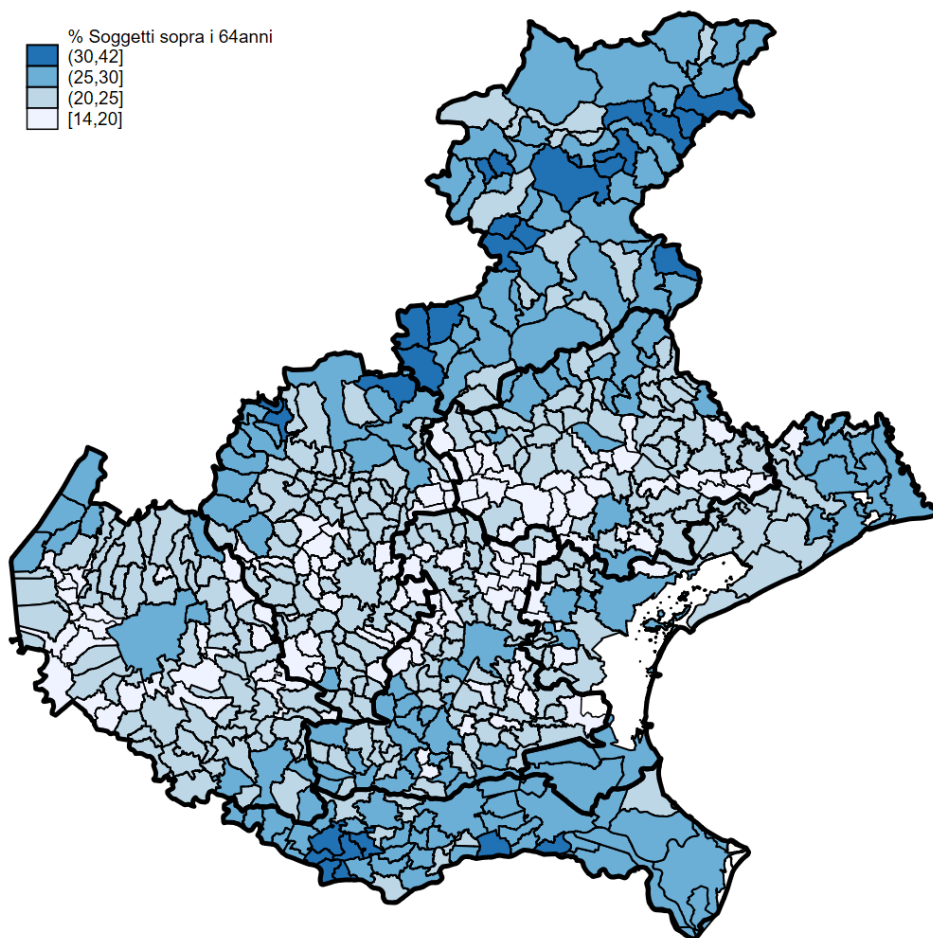 % Soggetti sopra i 64anni
(30,42]
(25,30]
(20,25]
[14,20]